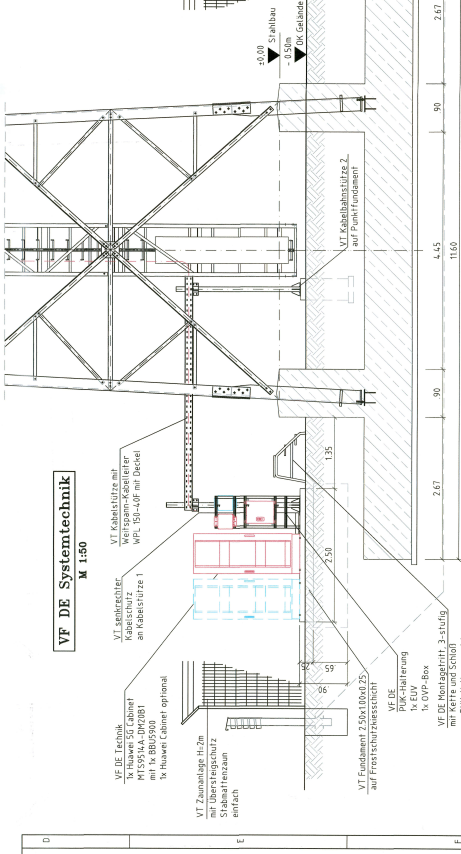 VF DE Systemtechnik
M 1:50
±0,00 Stahlbau
- 0.50m
OK Gelände
VF DE Technik
1x Huawei 5G Cabinet
MTS9514A-DM20B1
mit 1x BBU5900
1x Huawei Cabinet optional
VT senkrechter
Kabelschutz
an Kabelstütze 1
VT Kabelstütze mit
Weitspann-Kabelleiter
WPL 150-40F mit Deckel
VT Zaunanlage H=2m
mit Übersteigschutz
Stabmattenzaun
einfach
VT Kabelbahnstütze 2
auf Punktfundament
VT Fundament 2.50x1.00x0.25
auf Frostschutzkiesschicht
VF DE
PUK-Halterung
1x EUV
1x OVP-Box
VF DE Montagetritt, 3-stufig
mit Kette und Schloß
90
65
25
2.50
1.35
2.67
90
4.45
90
2.67
11.60
D
E
F